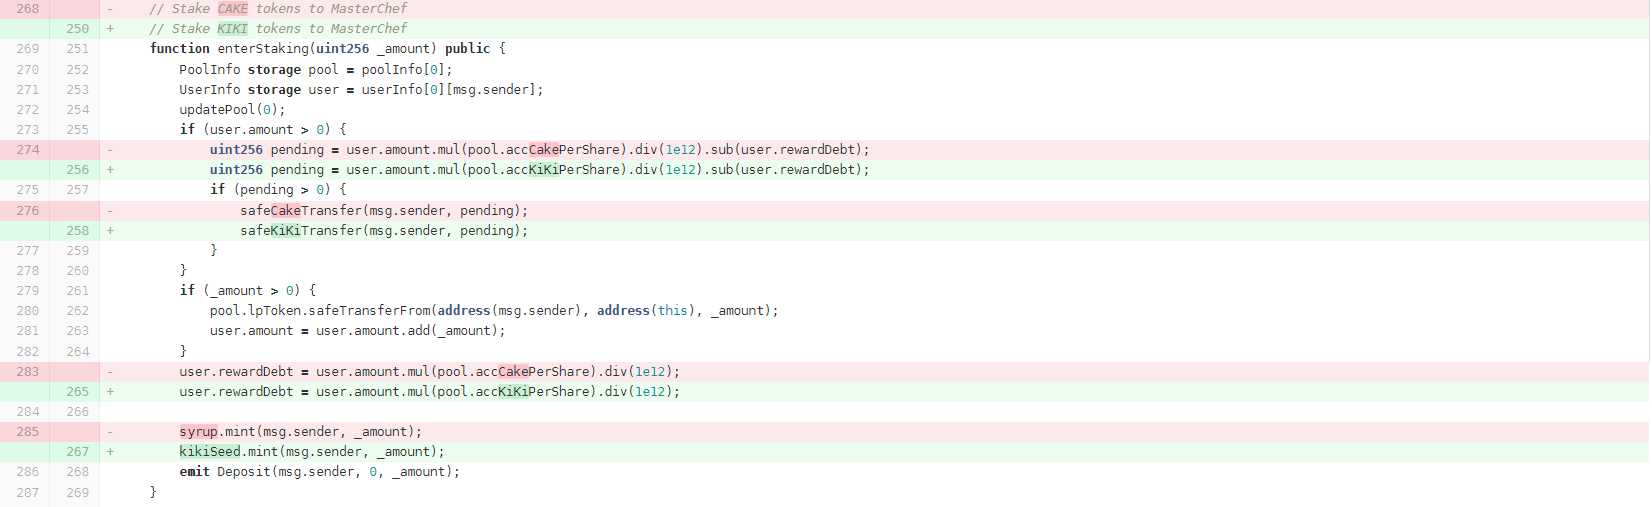 268 - // Stake CAKE tokens to MasterChef
250 + // Stake KIKI tokens to MasterChef
269 251 function enterStaking(uint256 _amount) public {
270 252 PoolInfo storage pool = poolInfo[0];
271 253 UserInfo storage user = userInfo[0][msg.sender];
272 254 updatePool(0);
273 255 if (user.amount > 0) {
274 - uint256 pending = user.amount.mul(pool.accCakePerShare).div(1e12).sub(user.rewardDebt);
256 + uint256 pending = user.amount.mul(pool.accKiKiPerShare).div(1e12).sub(user.rewardDebt);
275 257 if (pending > 0) {
276 - safeCakeTransfer(msg.sender, pending);
258 + safeKiKiTransfer(msg.sender, pending);
277 259 }
278 260 }
279 261 if (_amount > 0) {
280 262 pool.lpToken.safeTransferFrom(address(msg.sender), address(this), _amount);
281 263 user.amount = user.amount.add(_amount);
282 264 }
283 - user.rewardDebt = user.amount.mul(pool.accCakePerShare).div(1e12);
265 + user.rewardDebt = user.amount.mul(pool.accKiKiPerShare).div(1e12);
284 266
285 - syrup.mint(msg.sender, _amount);
267 + kikiSeed.mint(msg.sender, _amount);
286 268 emit Deposit(msg.sender, 0, _amount);
287 269 }